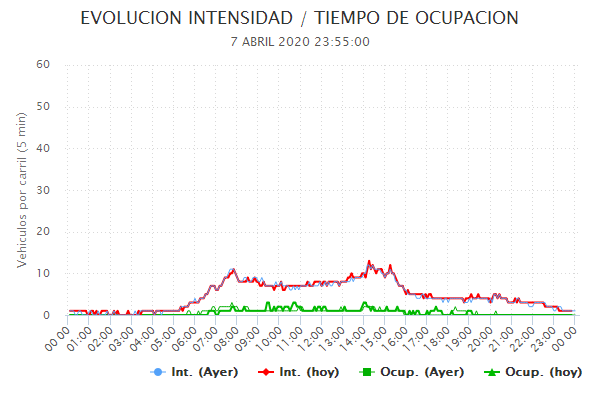 EVOLUCION INTENSIDAD / TIEMPO DE OCUPACION
7 ABRIL 2020 23:55:00
Vehiculos por carril (5 min)
60
50
40
30
20
10
0
00:00 01:00 02:00 03:00 04:00 05:00 06:00 07:00 08:00 09:00 10:00 11:00 12:00 13:00 14:00 15:00 16:00 17:00 18:00 19:00 20:00 21:00 22:00 23:00 00:00
Int. (Ayer) Int. (hoy) Ocup. (Ayer) Ocup. (hoy)